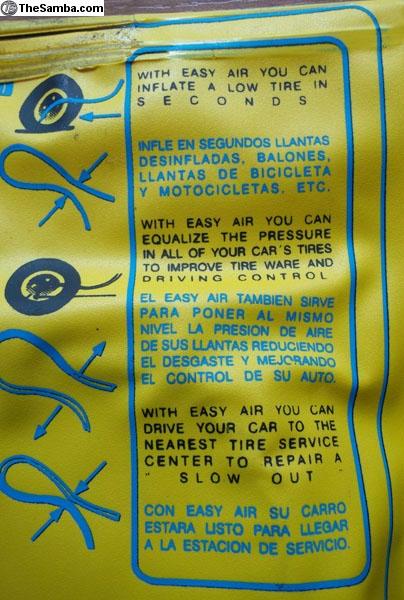 TheSamba.com
WITH EASY AIR YOU CAN
INFLATE A LOW TIRE IN
SECONDS
INFLE EN SEGUNDOS LLANTAS
DESINFLADAS, BALONES,
LLANTAS DE BICICLETA
Y MOTOCICLETAS, ETC.
WITH EASY AIR YOU CAN
EQUALIZE THE PRESSURE
IN ALL OF YOUR CAR'S TIRES
TO IMPROVE TIRE WARE AND
DRIVING CONTROL
EL EASY AIR TAMBIEN SIRVE
PARA PONER AL MISMO
NIVEL LA PRESION DE AIRE
DE SUS LLANTAS REDUCIENDO
EL DESGASTE Y MEJORANDO
EL CONTROL DE SU AUTO.
WITH EASY AIR YOU CAN
DRIVE YOUR CAR TO THE
NEAREST TIRE SERVICE
CENTER TO REPAIR A
" SLOW OUT "
CON EASY AIR SU CARRO
ESTARA LISTO PARA LLEGAR
A LA ESTACION DE SERVICIO.